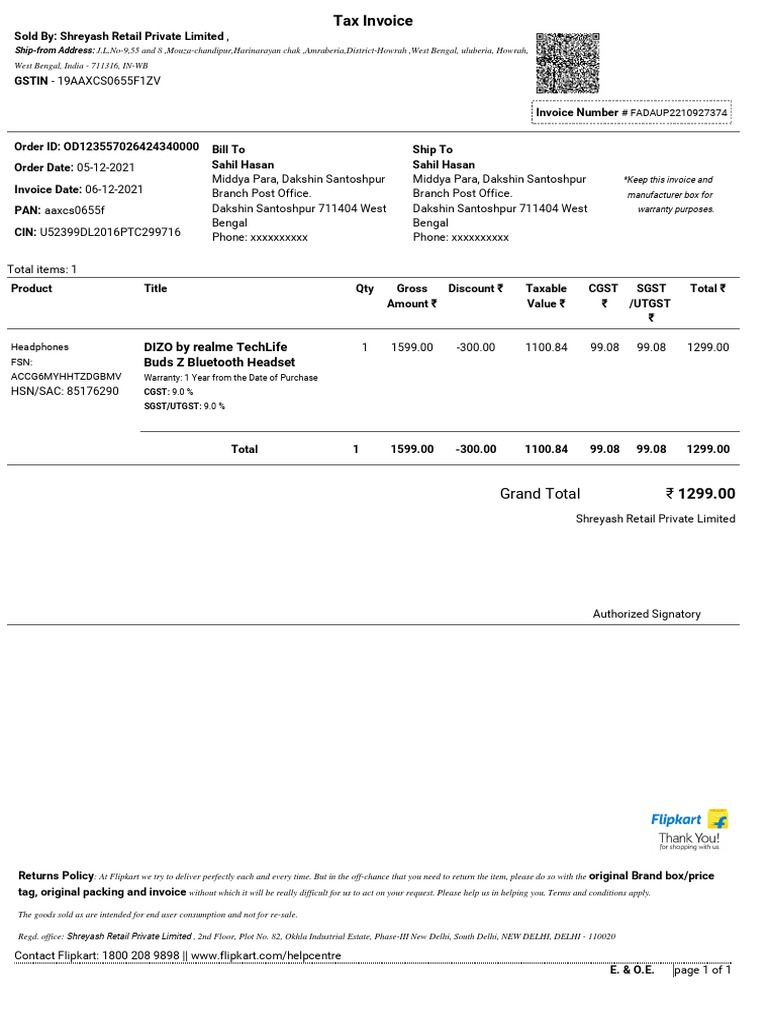 Tax Invoice
Sold By: Shreyash Retail Private Limited ,
Ship-from Address: J.L.No-9,55 and 8 ,Mouza-chandipur,Harinarayan chak ,Amraberia,District-Howrah ,West Bengal, uluberia, Howrah,
West Bengal, India - 711316, IN-WB
GSTIN - 19AAXCS0655F1ZV
Invoice Number # FADAUP2210927374
Order ID: OD123557026424340000
Order Date: 05-12-2021
Invoice Date: 06-12-2021
PAN: aaxcs0655f
CIN: U52399DL2016PTC299716
Bill To
Sahil Hasan
Middya Para, Dakshin Santoshpur
Branch Post Office.
Dakshin Santoshpur 711404 West
Bengal
Phone: xxxxxxxxxx
Ship To
Sahil Hasan
Middya Para, Dakshin Santoshpur
Branch Post Office.
Dakshin Santoshpur 711404 West
Bengal
Phone: xxxxxxxxxx
*Keep this invoice and
manufacturer box for
warranty purposes.
Total items: 1
Product Title Qty Gross Amount ₹ Discount ₹ Taxable Value ₹ CGST ₹ SGST /UTGST ₹ Total ₹
Headphones
FSN:
ACCG6MYHHTZDGBMV
HSN/SAC: 85176290
DIZO by realme TechLife
Buds Z Bluetooth Headset
Warranty: 1 Year from the Date of Purchase
CGST: 9.0 %
SGST/UTGST: 9.0 %
1 1599.00 -300.00 1100.84 99.08 99.08 1299.00
Total 1 1599.00 -300.00 1100.84 99.08 99.08 1299.00
Grand Total ₹ 1299.00
Shreyash Retail Private Limited
Authorized Signatory
Flipkart
Thank You!
for shopping with us
Returns Policy: At Flipkart we try to deliver perfectly each and every time. But in the off-chance that you need to return the item, please do so with the original Brand box/price
tag, original packing and invoice without which it will be really difficult for us to act on your request. Please help us in helping you. Terms and conditions apply.
The goods sold as are intended for end user consumption and not for re-sale.
Regd. office: Shreyash Retail Private Limited , 2nd Floor, Plot No. 82, Okhla Industrial Estate, Phase-III New Delhi, South Delhi, NEW DELHI, DELHI - 110020
Contact Flipkart: 1800 208 9898 || www.flipkart.com/helpcentre
E. & O.E. page 1 of 1